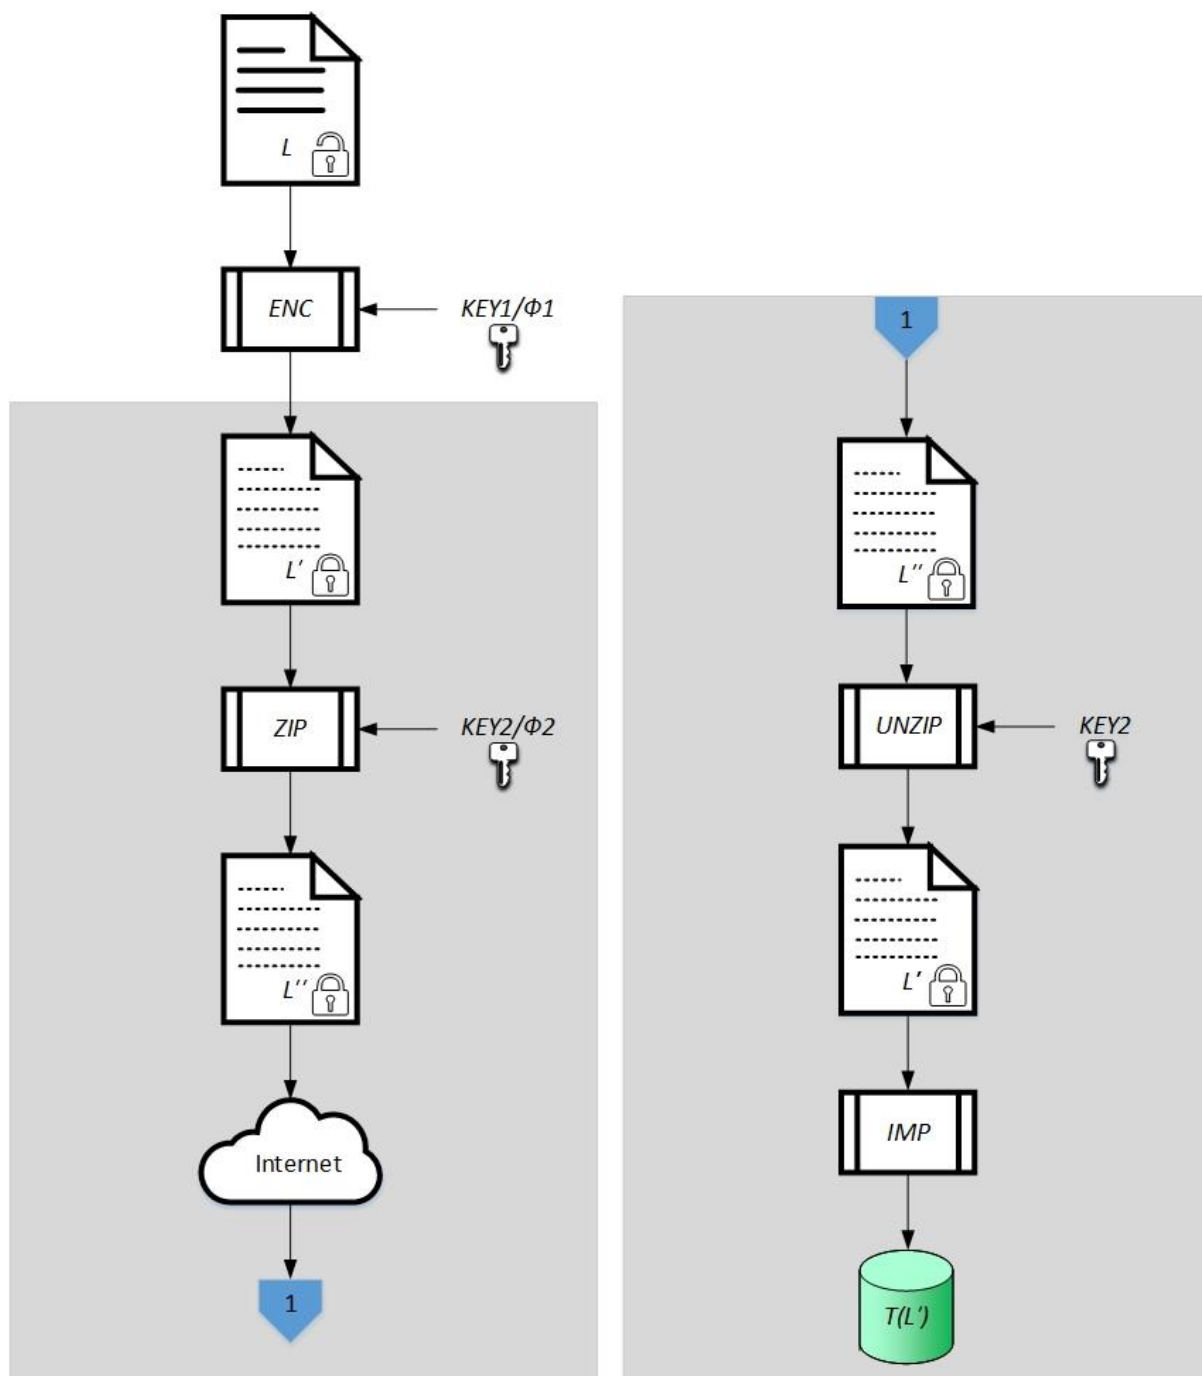 L
ENC
KEY1/Φ1
L'
ZIP
KEY2/Φ2
L''
Internet
1
1
L''
UNZIP
KEY2
L'
IMP
T(L')